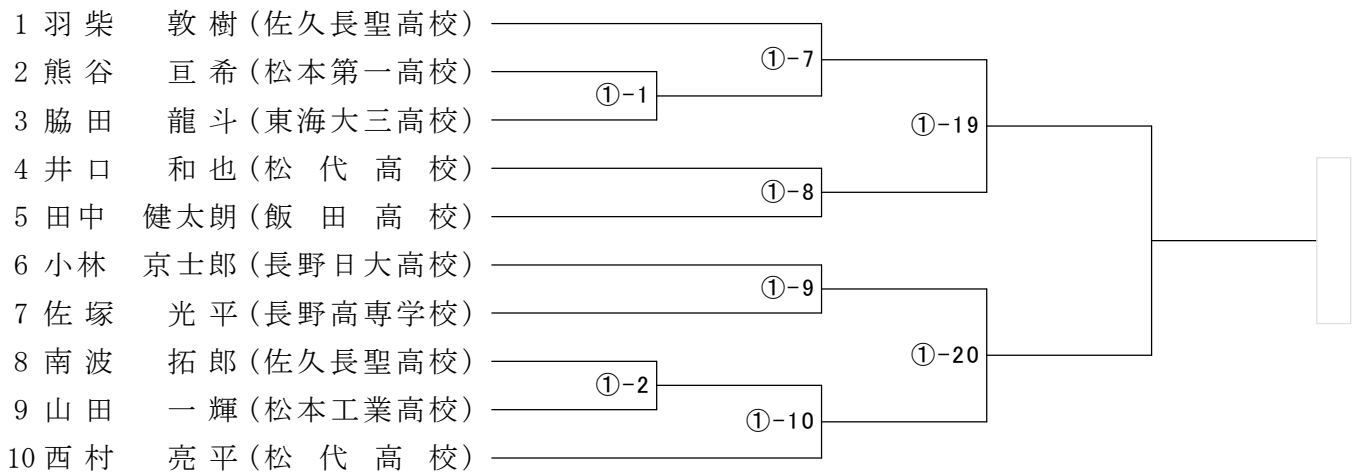 1 羽柴 敦樹(佐久長聖高校)
①-7
2 熊谷 亘希(松本第一高校)
①-1
3 脇田 龍斗(東海大三高校)
①-19
4 井口 和也(松代高校)
①-8
5 田中 健太朗(飯田高校)
6 小林 京士郎(長野日大高校)
①-9
7 佐塚 光平(長野高専学校)
8 南波 拓郎(佐久長聖高校)
①-20
①-2
9 山田 一輝(松本工業高校)
①-10
10 西村 亮平(松代高校)